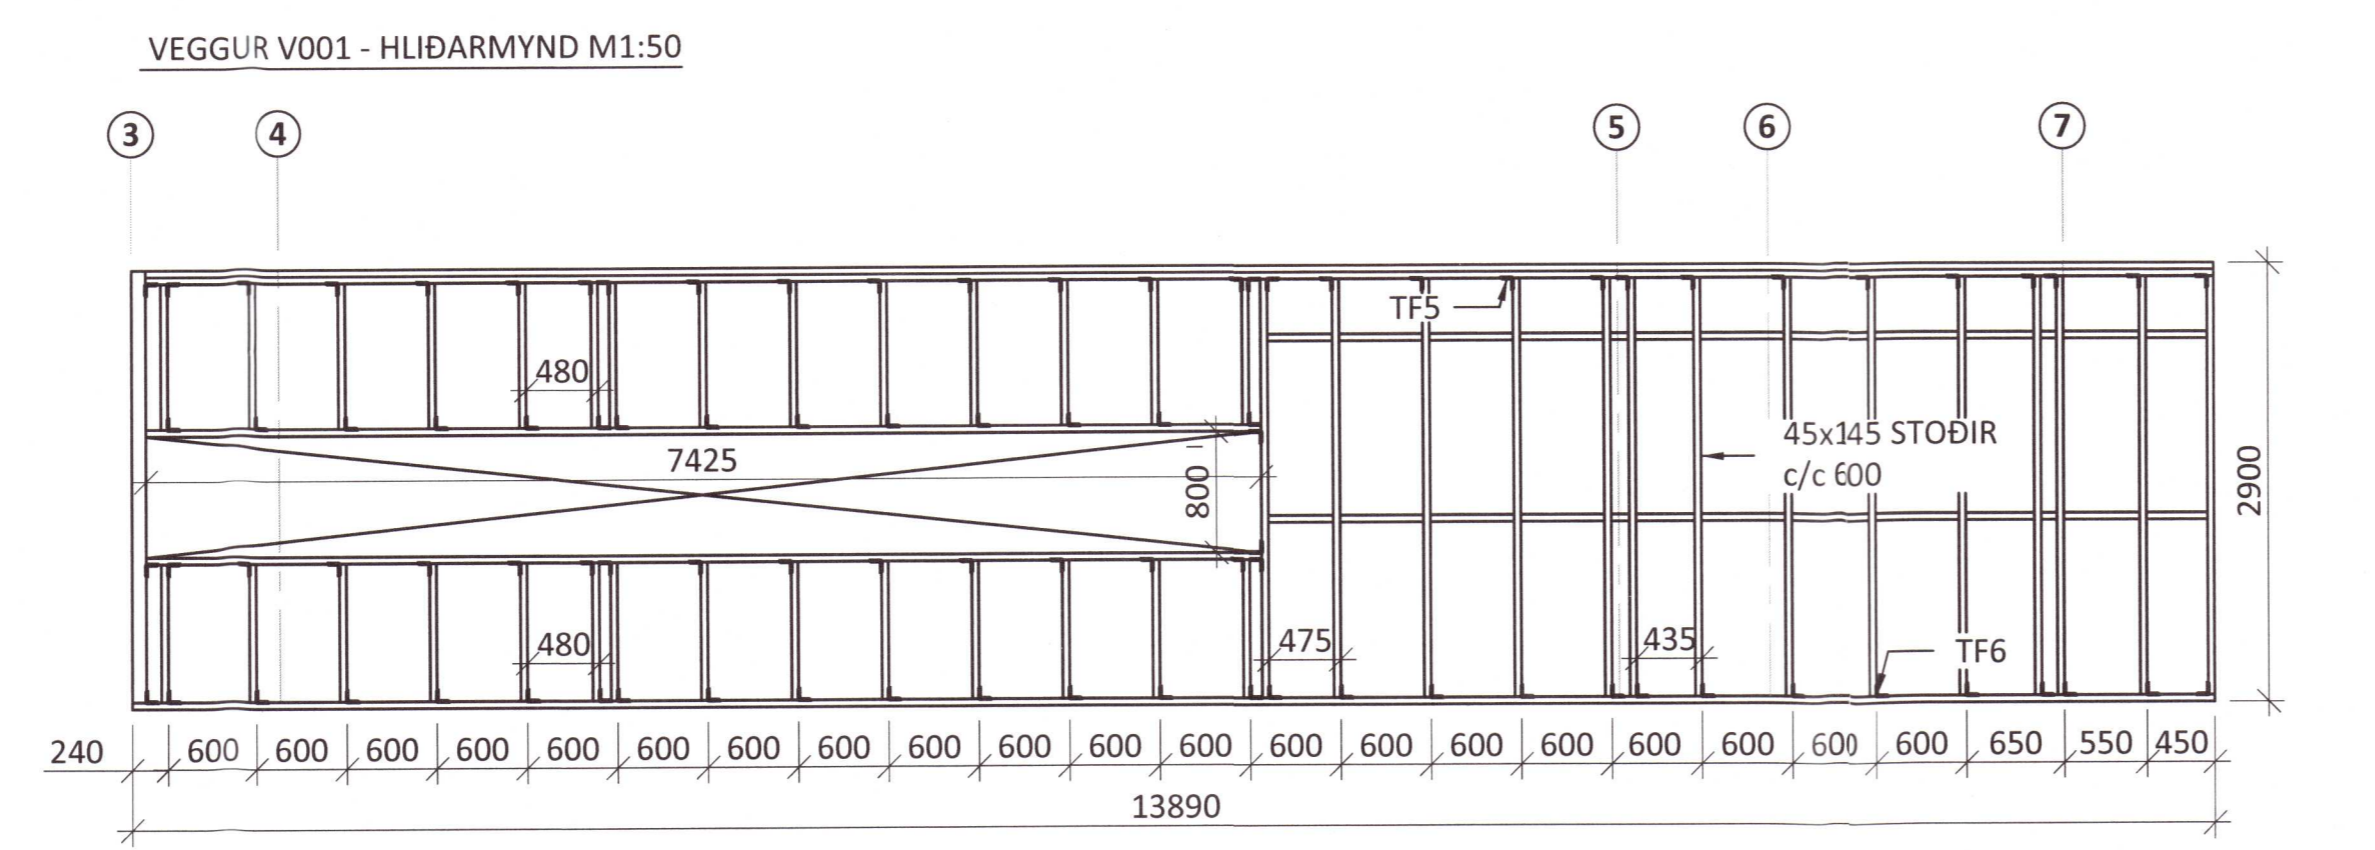 VEGGUR V001 - HLIÐARMYND M1:50
3 4 5 6 7
TF5
480
45x145 STOÐIR
c/c 600
7425
800
2900
480
475
435
TF6
240 600 600 600 600 600 600 600 600 600 600 600 600 600 600 600 600 600 600 600 600 650 550 450
13890